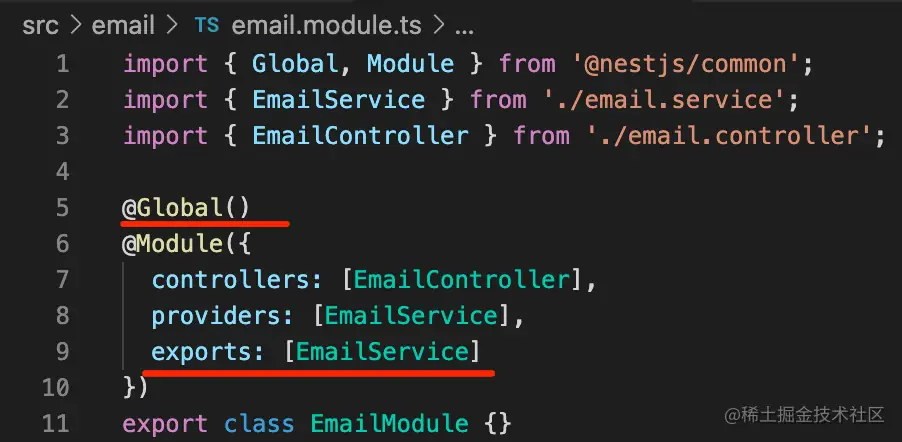 src > email > TS email.module.ts > ...
1 import { Global, Module } from '@nestjs/common';
2 import { EmailService } from './email.service';
3 import { EmailController } from './email.controller';
4
5 @Global()
6 @Module({
7   controllers: [EmailController],
8   providers: [EmailService],
9   exports: [EmailService]
10 })
11 export class EmailModule {}
@稀土掘金技术社区